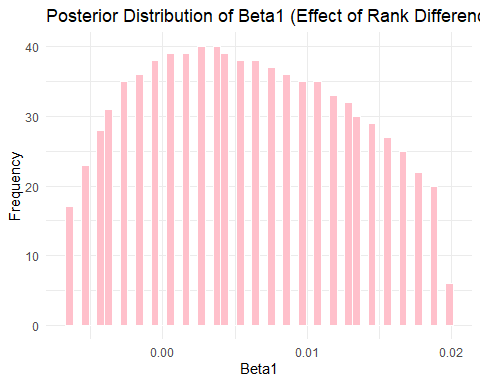 Posterior Distribution of Beta1 (Effect of Rank Differenc
Frequency
40
30
20
10
0
0.00 0.01 0.02
Beta1